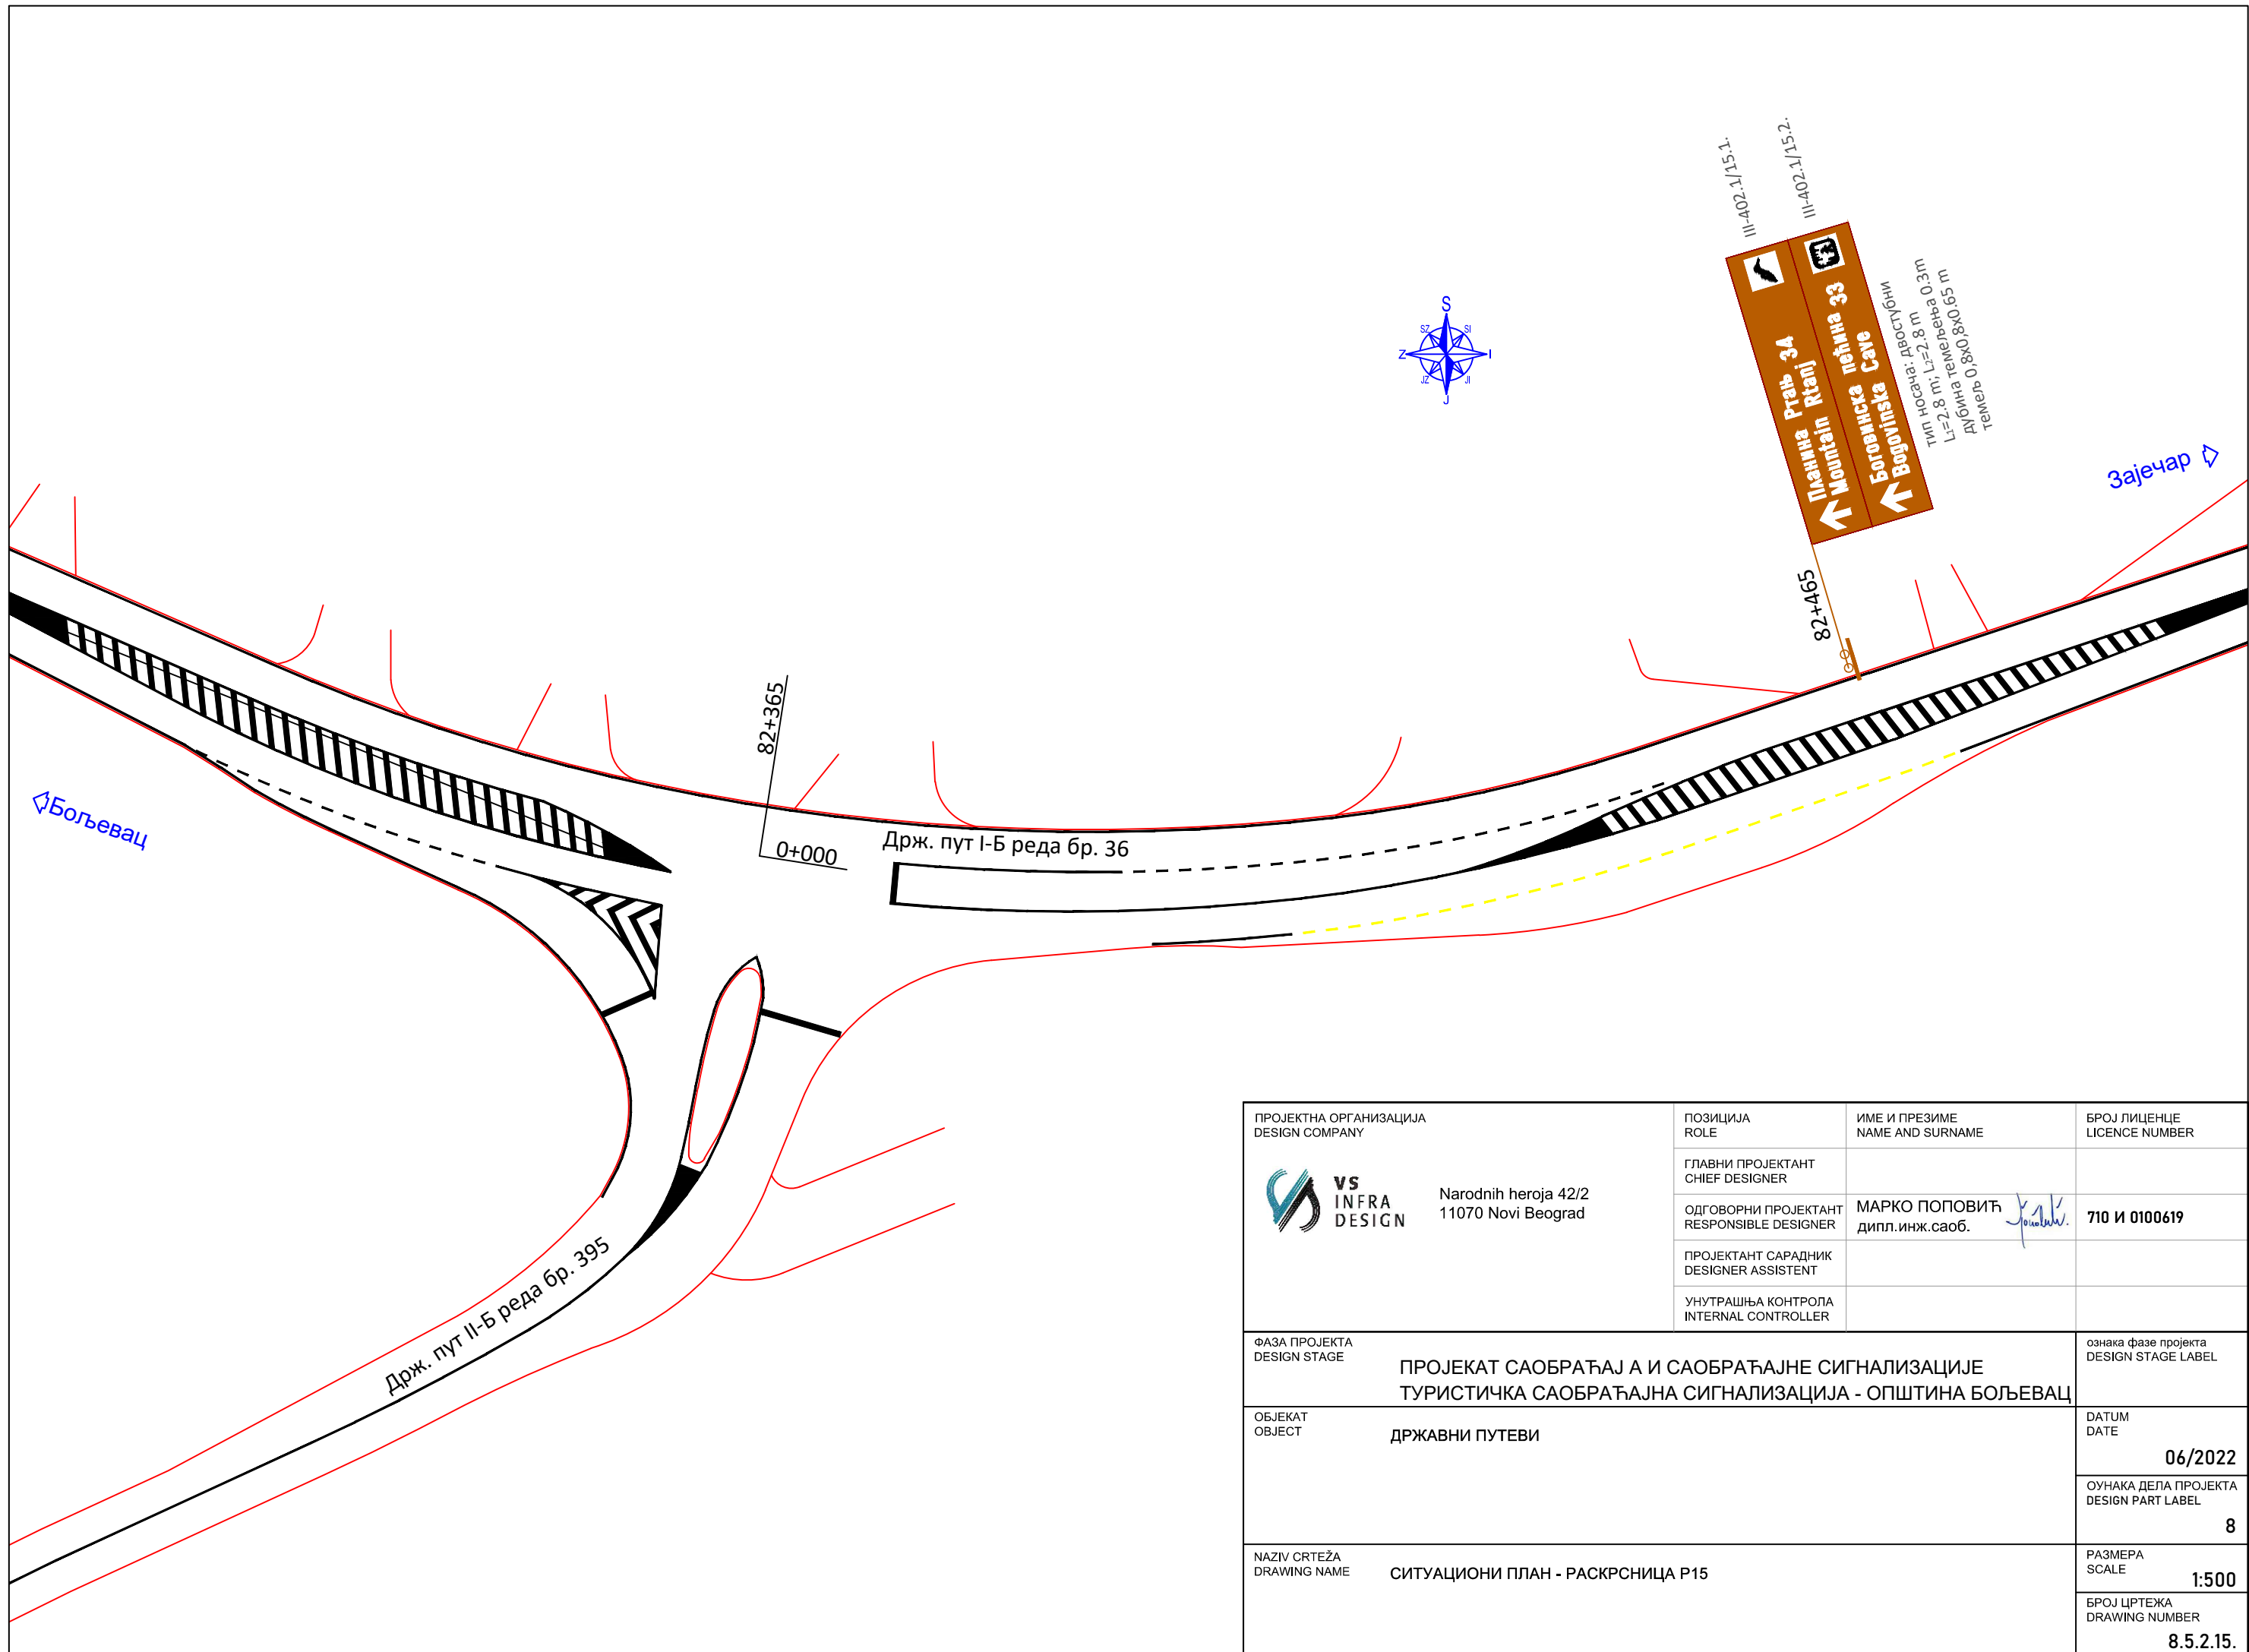 III-402.1/15.1.
III-402.1/15.2.
Планина Ртањ 34
Mountain Rtanj
Боговинска пећина 33
Bogovinska Cave
тип носача: двостубни
L₁=2.8 m; L₂=2.8 m
дубина темељења 0.3m
темељ 0,8x0,8x0.65 m
S
SZ
SI
Z
I
JZ
JI
J
Зајечар
82+465
82+365
0+000
Држ. пут I-Б реда бр. 36
Бољевац
Држ. пут II-Б реда бр. 395
ПРОЈЕКТНА ОРГАНИЗАЦИЈА
DESIGN COMPANY
VS
INFRA
DESIGN
Narodnih heroja 42/2
11070 Novi Beograd
ПОЗИЦИЈА
ROLE
ИМЕ И ПРЕЗИМЕ
NAME AND SURNAME
БРОЈ ЛИЦЕНЦЕ
LICENCE NUMBER
ГЛАВНИ ПРОЈЕКТАНТ
CHIEF DESIGNER
ОДГОВОРНИ ПРОЈЕКТАНТ
RESPONSIBLE DESIGNER
МАРКО ПОПОВИЋ
дипл.инж.саоб.
710 И 0100619
ПРОЈЕКТАНТ САРАДНИК
DESIGNER ASSISTENT
УНУТРАШЊА КОНТРОЛА
INTERNAL CONTROLLER
ФАЗА ПРОЈЕКТА
DESIGN STAGE
ПРОЈЕКАТ САОБРАЋАЈ А И САОБРАЋАЈНЕ СИГНАЛИЗАЦИЈЕ
ТУРИСТИЧКА САОБРАЋАЈНА СИГНАЛИЗАЦИЈА - ОПШТИНА БОЉЕВАЦ
ознака фазе пројекта
DESIGN STAGE LABEL
ОБЈЕКАТ
OBJECT
ДРЖАВНИ ПУТЕВИ
DATUM
DATE
06/2022
ОУНАКА ДЕЛА ПРОЈЕКТА
DESIGN PART LABEL
8
NAZIV CRTEŽA
DRAWING NAME
СИТУАЦИОНИ ПЛАН - РАСКРСНИЦА Р15
РАЗМЕРА
SCALE
1:500
БРОЈ ЦРТЕЖА
DRAWING NUMBER
8.5.2.15.